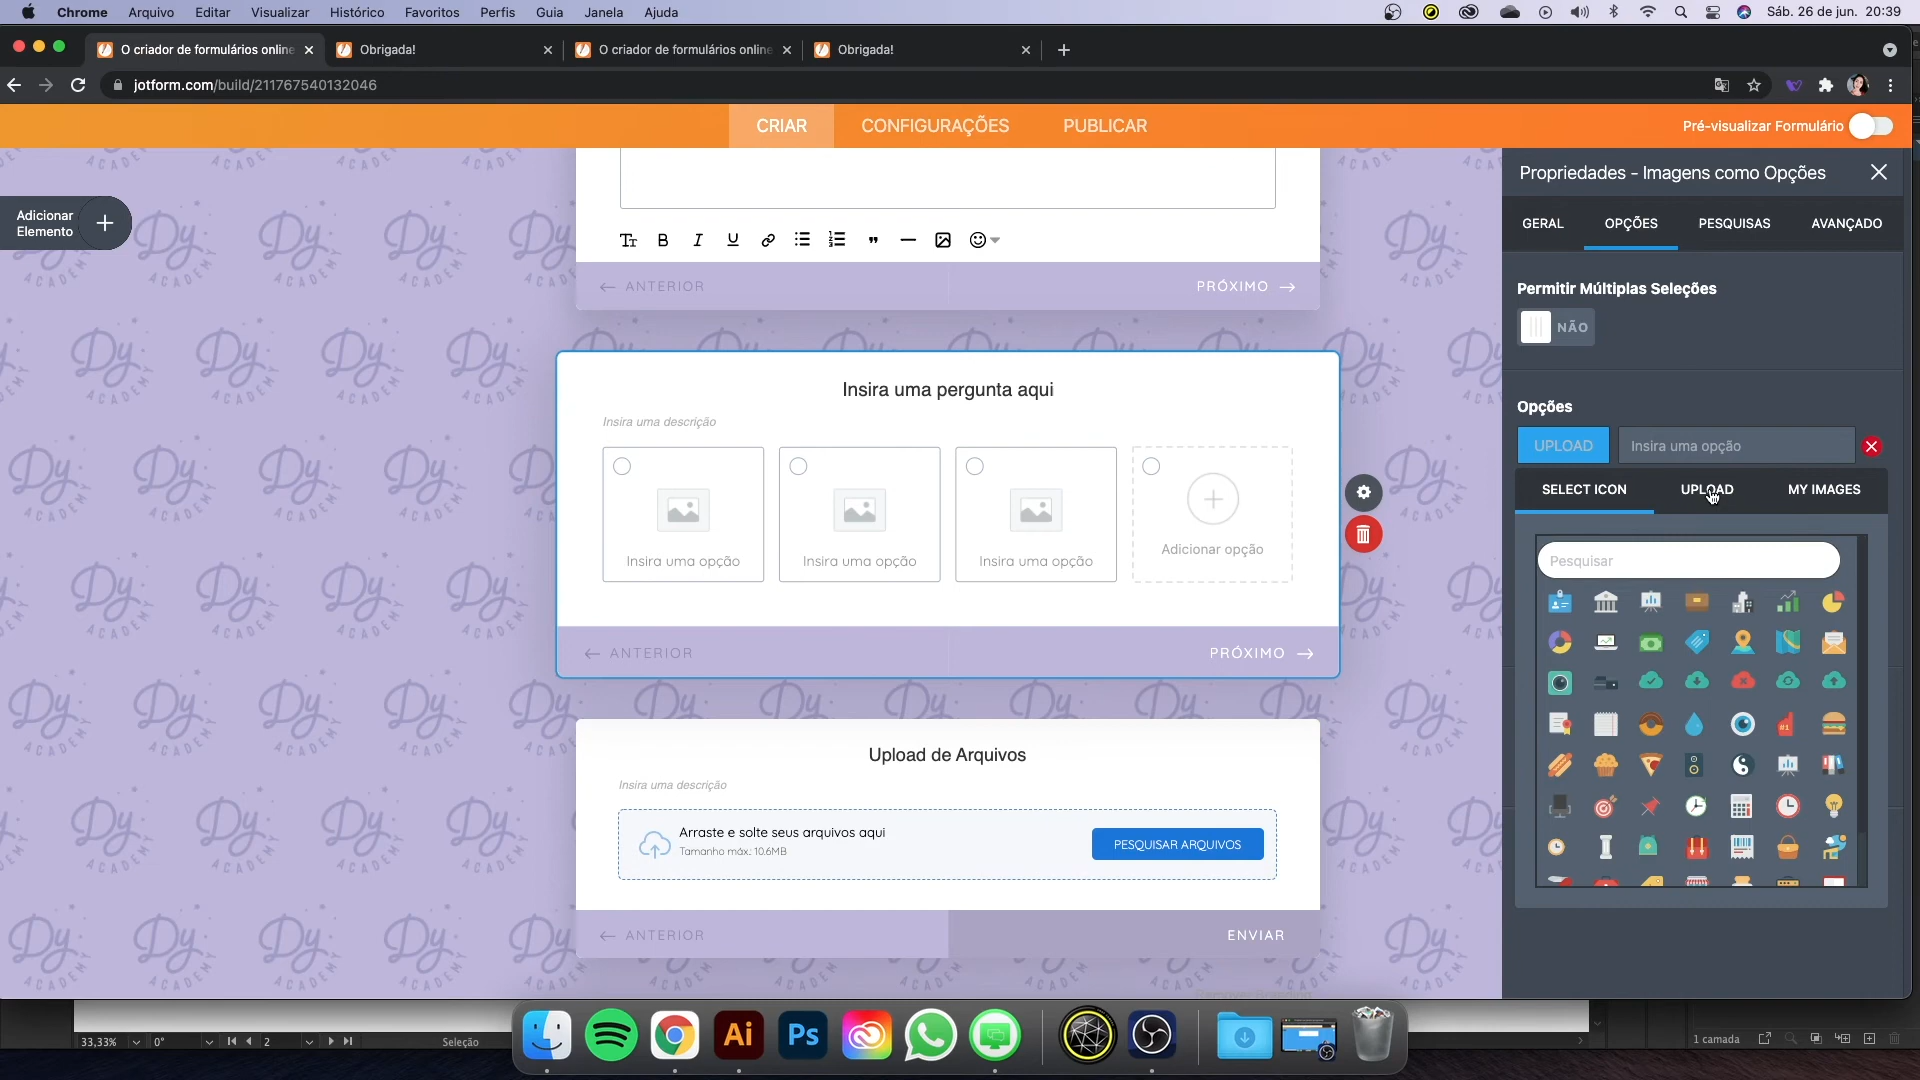 Chrome Arquivo Editar Visualizar Histórico Favoritos Perfis Guia Janela Ajuda
Sáb. 26 de jun. 20:39
O criador de formulários online
Obrigada!
O criador de formulários online
Obrigada!
jotform.com/build/211767540132046
CRIAR
CONFIGURAÇÕES
PUBLICAR
Pré-visualizar Formulário
Adicionar
Elemento
Propriedades - Imagens como Opções
GERAL
OPÇÕES
PESQUISAS
AVANÇADO
ANTERIOR
PRÓXIMO
Permitir Múltiplas Seleções
NÃO
Insira uma pergunta aqui
Insira uma descrição
Insira uma opção
Insira uma opção
Insira uma opção
Adicionar opção
ANTERIOR
PRÓXIMO
Opções
UPLOAD
Insira uma opção
SELECT ICON
UPLOAD
MY IMAGES
Pesquisar
Upload de Arquivos
Insira uma descrição
Arraste e solte seus arquivos aqui
Tamanho máx.: 10.6MB
PESQUISAR ARQUIVOS
ANTERIOR
ENVIAR
Dy
ACADEMY
33,33%
0°
2
Seleção
Ai
Ps
1 camada